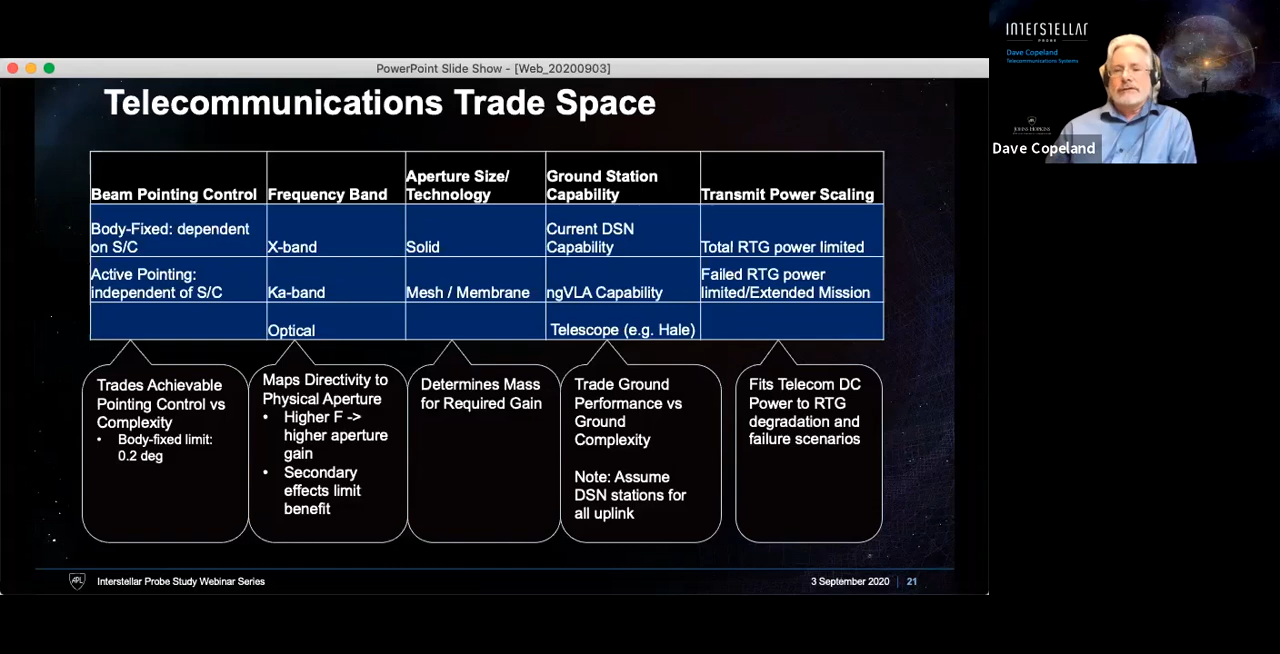 PowerPoint Slide Show - [Web_20200903]
Telecommunications Trade Space
Beam Pointing Control
Frequency Band
Aperture Size/
Technology
Ground Station
Capability
Transmit Power Scaling
Body-Fixed: dependent
on S/C
X-band
Solid
Current DSN
Capability
Total RTG power limited
Active Pointing:
independent of S/C
Ka-band
Mesh / Membrane
ngVLA Capability
Failed RTG power
limited/Extended Mission
Optical
Telescope (e.g. Hale)
Trades Achievable
Pointing Control vs
Complexity
• Body-fixed limit:
0.2 deg
Maps Directivity to
Physical Aperture
• Higher F ->
higher aperture
gain
• Secondary
effects limit
benefit
Determines Mass
for Required Gain
Trade Ground
Performance vs
Ground
Complexity
Note: Assume
DSN stations for
all uplink
Fits Telecom DC
Power to RTG
degradation and
failure scenarios
APL
Interstellar Probe Study Webinar Series
3 September 2020 | 21
INTERSTELLAR
PROBE
Dave Copeland
Telecommunications Systems
JOHNS HOPKINS
Dave Copeland